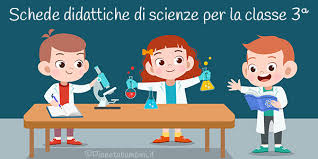 Schede didattiche di scienze per la classe 3ª
©Pianetabambini.it